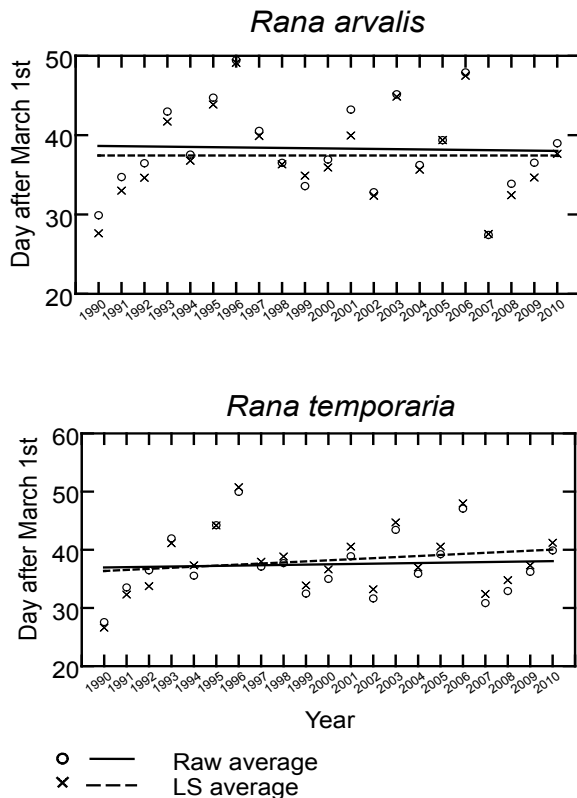 Rana arvalis
Day after March 1st
50
40
30
20
1990 1991 1992 1993 1994 1995 1996 1997 1998 1999 2000 2001 2002 2003 2004 2005 2006 2007 2008 2009 2010
Rana temporaria
Day after March 1st
60
50
40
30
20
1990 1991 1992 1993 1994 1995 1996 1997 1998 1999 2000 2001 2002 2003 2004 2005 2006 2007 2008 2009 2010
Year
Raw average
LS average